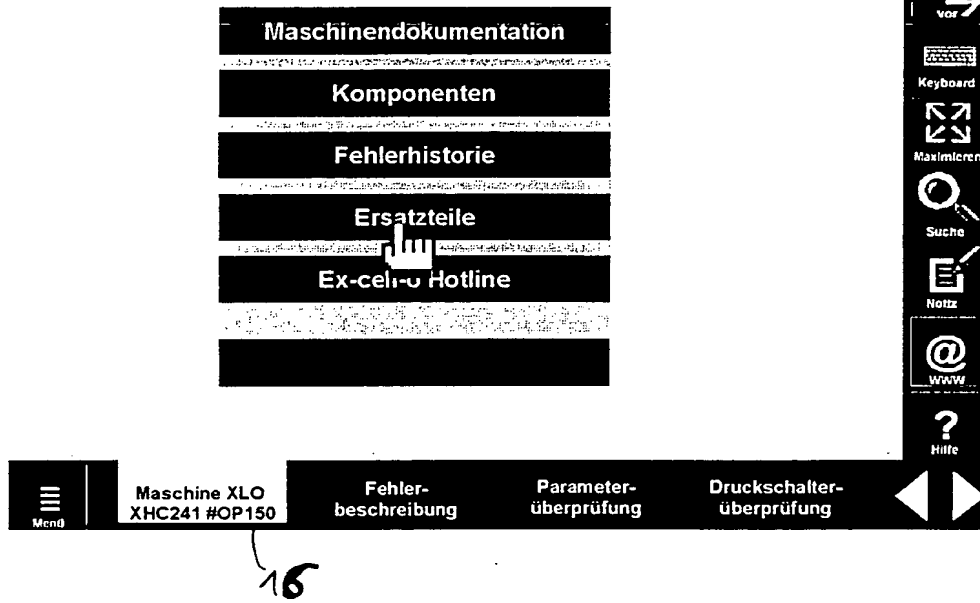 Maschinendokumentation
Komponenten
Fehlerhistorie
Ersatzteile
Ex-cell-o Hotline
vor
Keyboard
Maximieren
Suche
Notiz
@
WWW
?
Hilfe
Menü
Maschine XLO
XHC241 #OP150
Fehler-
beschreibung
Parameter-
überprüfung
Druckschalter-
überprüfung
16